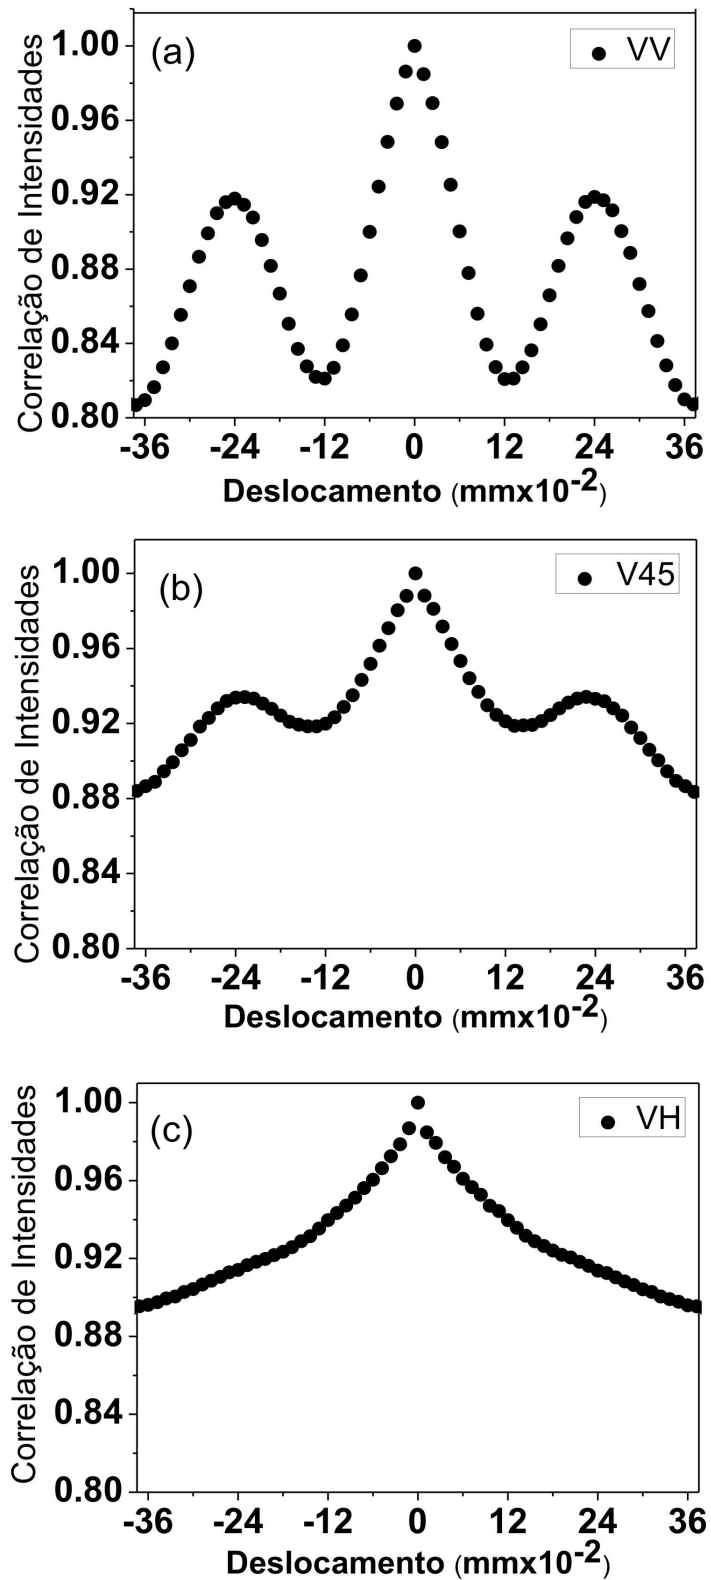 (a)
VV
Correlação de Intensidades
1.00
0.96
0.92
0.88
0.84
0.80
-36 -24 -12 0 12 24 36
Deslocamento (mmx10-2)
(b)
V45
Correlação de Intensidades
1.00
0.96
0.92
0.88
0.84
0.80
-36 -24 -12 0 12 24 36
Deslocamento (mmx10-2)
(c)
VH
Correlação de Intensidades
1.00
0.96
0.92
0.88
0.84
0.80
-36 -24 -12 0 12 24 36
Deslocamento (mmx10-2)